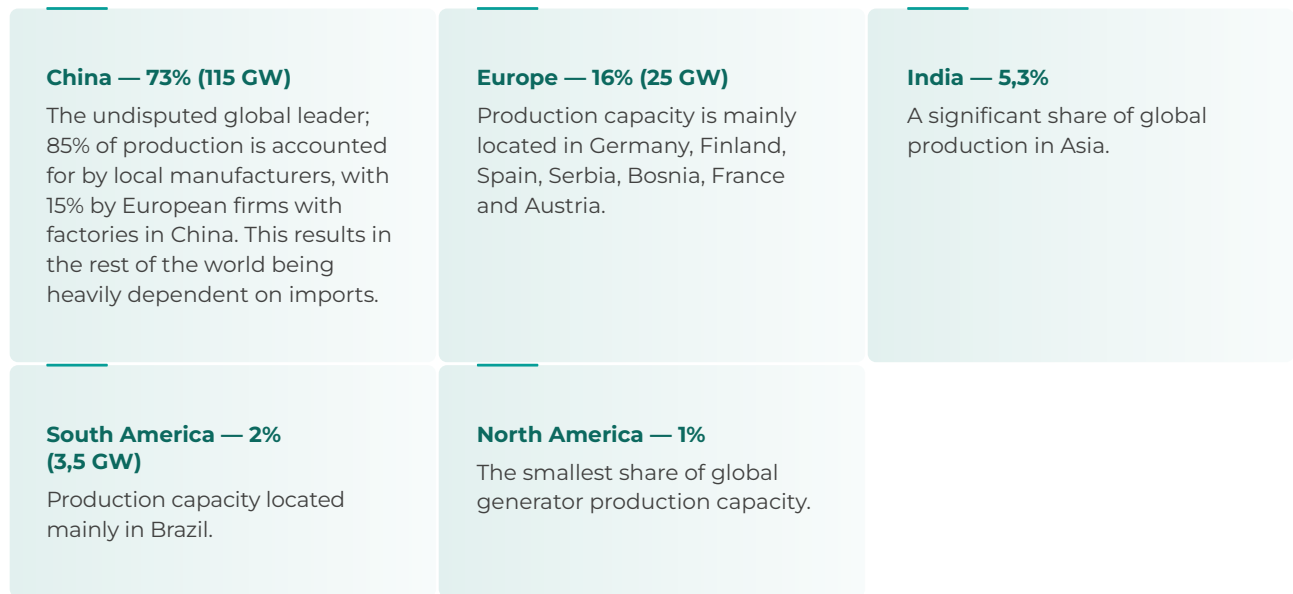 China — 73% (115 GW)
The undisputed global leader;
85% of production is accounted
for by local manufacturers, with
15% by European firms with
factories in China. This results in
the rest of the world being
heavily dependent on imports.
Europe — 16% (25 GW)
Production capacity is mainly
located in Germany, Finland,
Spain, Serbia, Bosnia, France
and Austria.
India — 5,3%
A significant share of global
production in Asia.
South America — 2%
(3,5 GW)
Production capacity located
mainly in Brazil.
North America — 1%
The smallest share of global
generator production capacity.